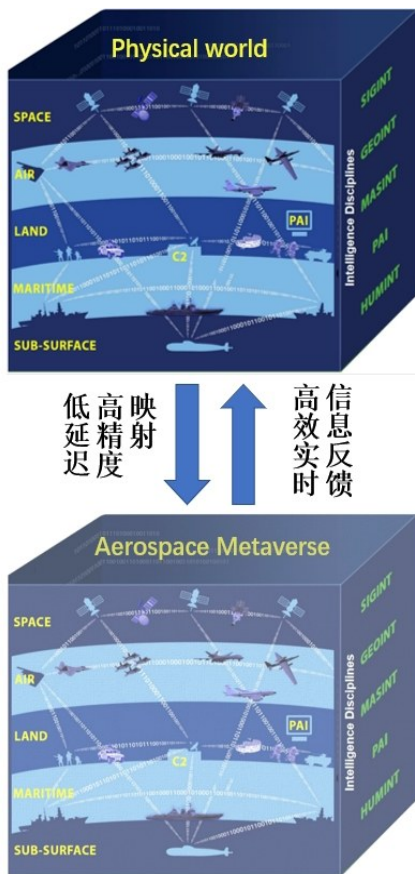 Physical world
SPACE
AIR
LAND
PAI
C2
MARITIME
SUB-SURFACE
Intelligence Disciplines
SIGINT
GEOINT
MASINT
PAI
HUMINT
低延迟
高精度
映射
高效实时
信息反馈
Aerospace Metaverse
SPACE
AIR
LAND
PAI
C2
MARITIME
SUB-SURFACE
Intelligence Disciplines
SIGINT
GEOINT
MASINT
PAI
HUMINT